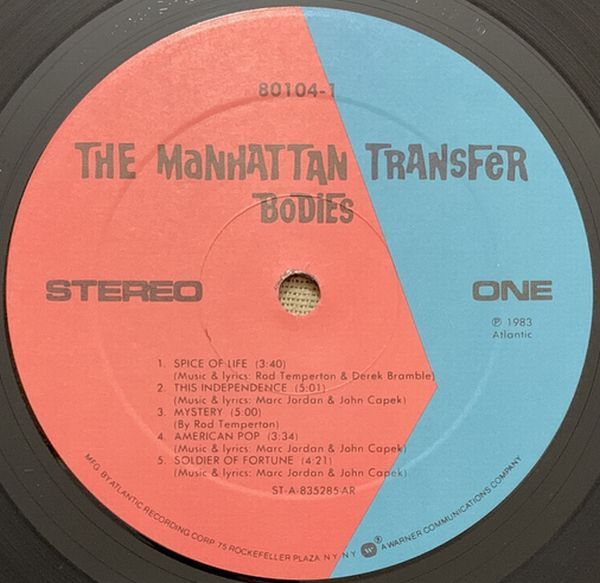 80104-1
THE MaNHaTTaN TRaNSFeR
BoDiES
STEREO
ONE
℗ 1983
Atlantic
1. SPICE OF LIFE (3:40)
(Music & lyrics: Rod Temperton & Derek Bramble)
2. THIS INDEPENDENCE (5:01)
(Music & lyrics: Marc Jordan & John Capek)
3. MYSTERY (5:00)
(By Rod Temperton)
4. AMERICAN POP (3:34)
(Music & lyrics: Marc Jordan & John Capek)
5. SOLDIER OF FORTUNE (4:21)
(Music & lyrics: Marc Jordan & John Capek)
ST-A-835285-AR
MFG. BY ATLANTIC RECORDING CORP. 75 ROCKEFELLER PLAZA, N.Y. N.Y. W ® A WARNER COMMUNICATIONS COMPANY